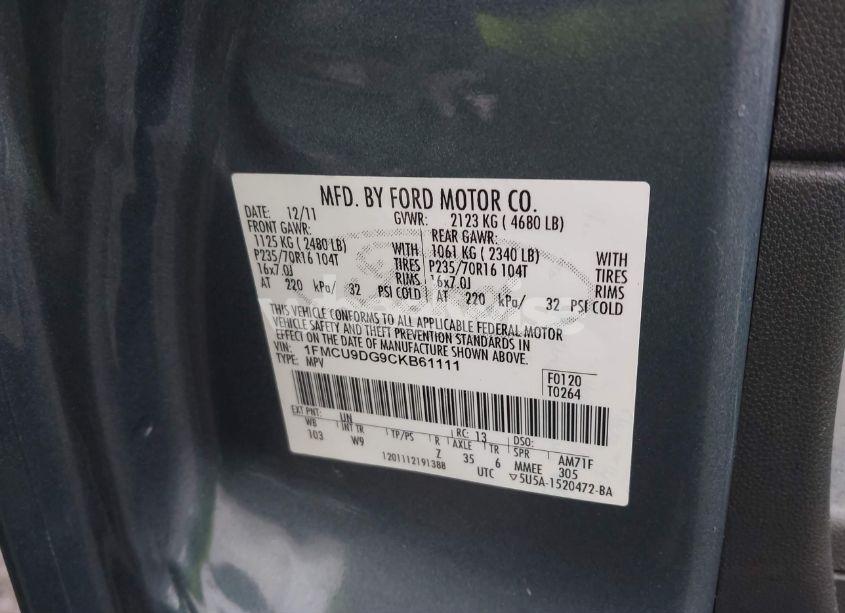 MFD. BY FORD MOTOR CO.
DATE: 12/11 GVWR: 2123 KG ( 4680 LB)
FRONT GAWR: REAR GAWR:
1125 KG ( 2480 LB) WITH 1061 KG ( 2340 LB) WITH
P235/70R16 104T TIRES P235/70R16 104T TIRES
16x7.0J RIMS 16x7.0J RIMS
AT 220 kPa/ 32 PSI COLD AT 220 kPa/ 32 PSI COLD
THIS VEHICLE CONFORMS TO ALL APPLICABLE FEDERAL MOTOR
VEHICLE SAFETY AND THEFT PREVENTION STANDARDS IN
EFFECT ON THE DATE OF MANUFACTURE SHOWN ABOVE.
VIN: 1FMCU9DG9CKB61111
TYPE: MPV
F0120
T0264
EXT PNT: UN RC: 13 DSO:
WB INT TR TP/PS R AXLE TR SPR AM71F
103 W9 Z 35 6 MMEE 305
1201112191388 UTC ▽5U5A-1520472-BA